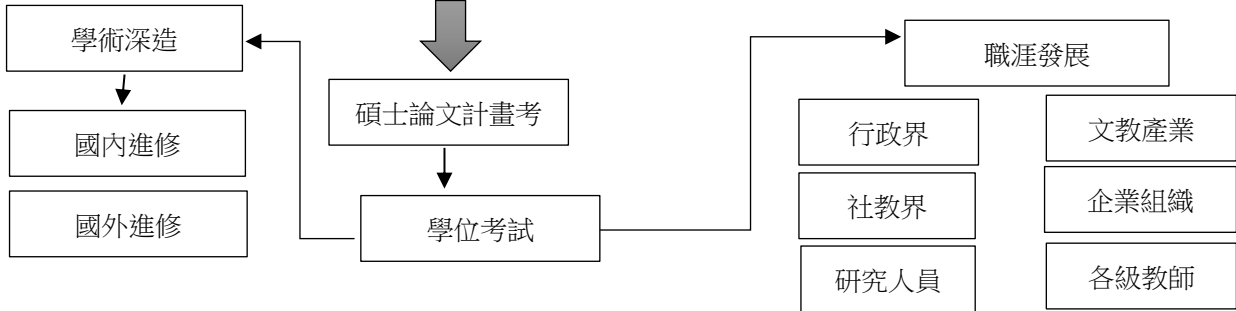 學術深造
職涯發展
碩士論文計畫考
國內進修
行政界
文教產業
國外進修
學位考試
社教界
企業組織
研究人員
各級教師